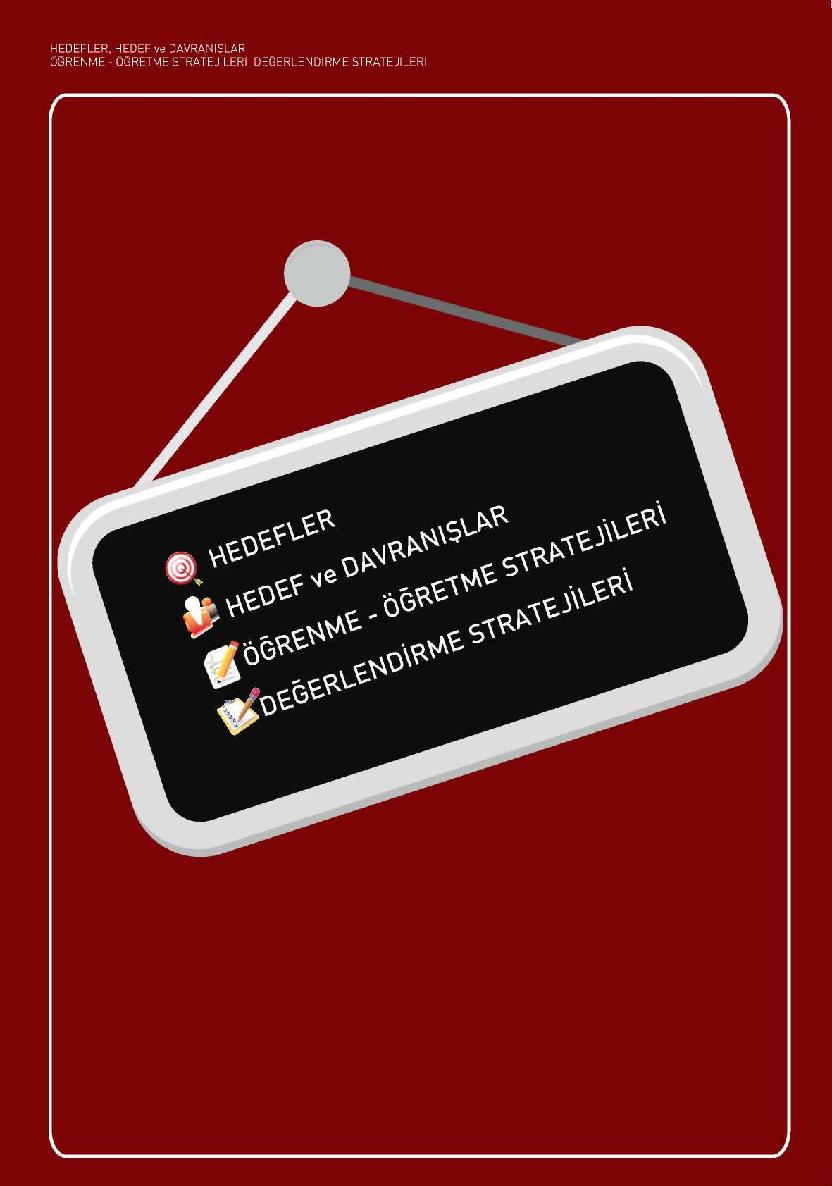 HEDEFLER, HEDEF ve DAVRANIŞLAR
ÖĞRENME - ÖĞRETME STRATEJİLERİ DEĞERLENDİRME STRATEJİLERİ
HEDEFLER
HEDEF ve DAVRANIŞLAR
ÖĞRENME - ÖĞRETME STRATEJİLERİ
DEĞERLENDİRME STRATEJİLERİ